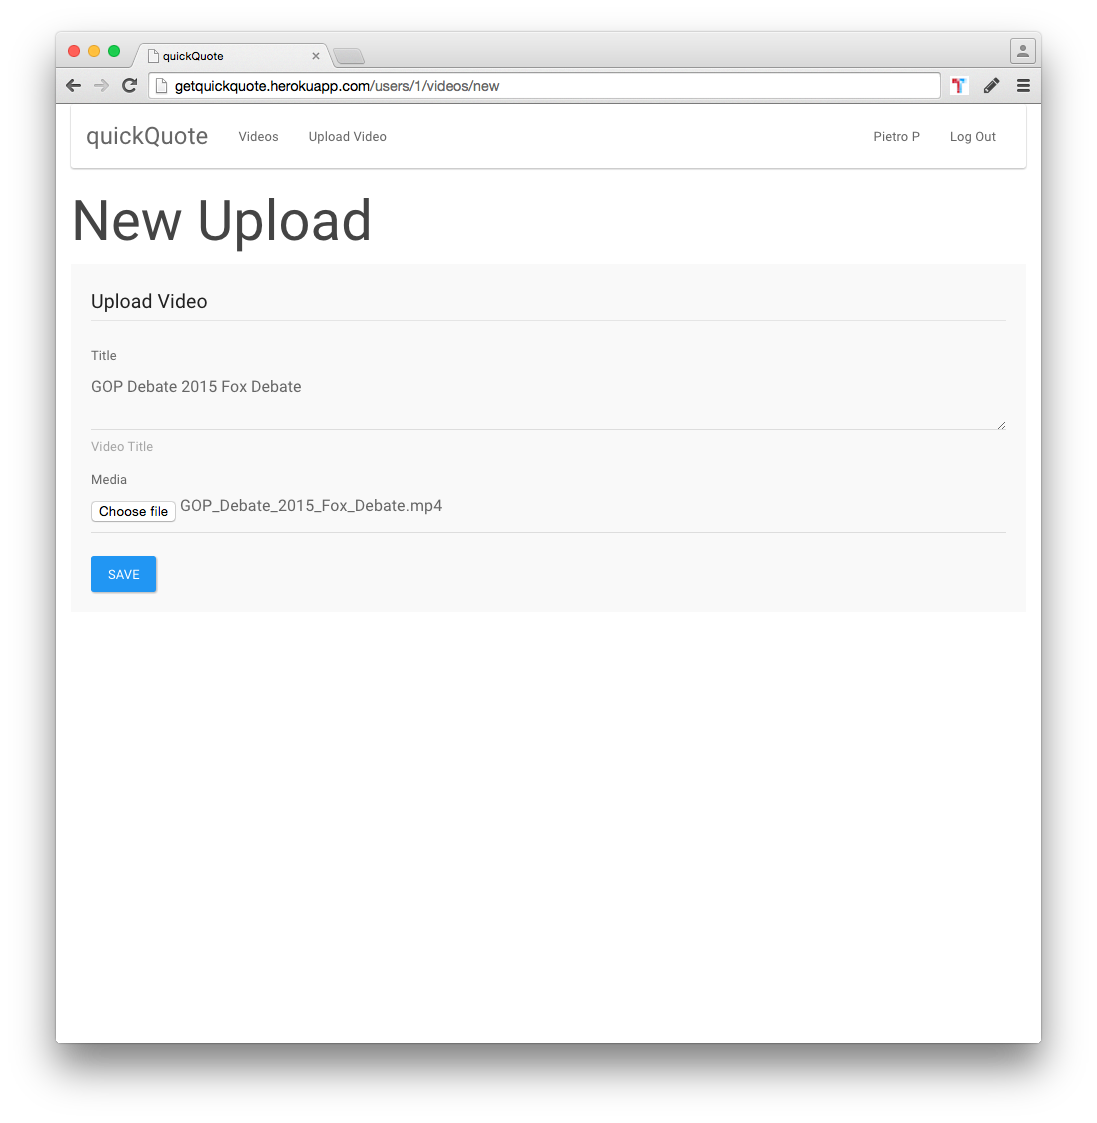 quickQuote
getquickquote.herokuapp.com/users/1/videos/new
quickQuote Videos Upload Video Pietro P Log Out
New Upload
Upload Video
Title
GOP Debate 2015 Fox Debate
Video Title
Media
Choose file GOP_Debate_2015_Fox_Debate.mp4
SAVE